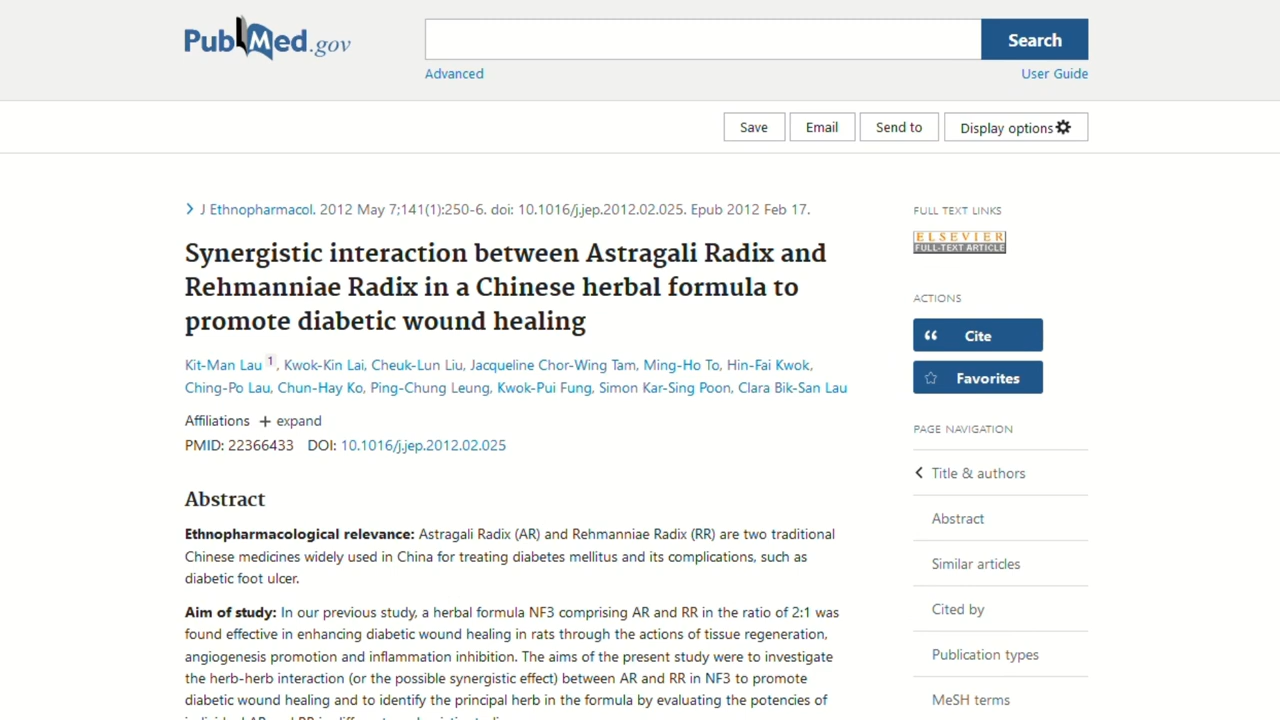 PubMed.gov
Search
Advanced
User Guide
Save
Email
Send to
Display options
J Ethnopharmacol. 2012 May 7;141(1):250-6. doi: 10.1016/j.jep.2012.02.025. Epub 2012 Feb 17.
Synergistic interaction between Astragali Radix and
Rehmanniae Radix in a Chinese herbal formula to
promote diabetic wound healing
Kit-Man Lau 1, Kwok-Kin Lai, Cheuk-Lun Liu, Jacqueline Chor-Wing Tam, Ming-Ho To, Hin-Fai Kwok,
Ching-Po Lau, Chun-Hay Ko, Ping-Chung Leung, Kwok-Pui Fung, Simon Kar-Sing Poon, Clara Bik-San Lau
Affiliations + expand
PMID: 22366433 DOI: 10.1016/j.jep.2012.02.025
Abstract
Ethnopharmacological relevance: Astragali Radix (AR) and Rehmanniae Radix (RR) are two traditional
Chinese medicines widely used in China for treating diabetes mellitus and its complications, such as
diabetic foot ulcer.
Aim of study: In our previous study, a herbal formula NF3 comprising AR and RR in the ratio of 2:1 was
found effective in enhancing diabetic wound healing in rats through the actions of tissue regeneration,
angiogenesis promotion and inflammation inhibition. The aims of the present study were to investigate
the herb-herb interaction (or the possible synergistic effect) between AR and RR in NF3 to promote
diabetic wound healing and to identify the principal herb in the formula by evaluating the potencies of
FULL TEXT LINKS
ELSEVIER
FULL-TEXT ARTICLE
ACTIONS
Cite
Favorites
PAGE NAVIGATION
Title & authors
Abstract
Similar articles
Cited by
Publication types
MeSH terms